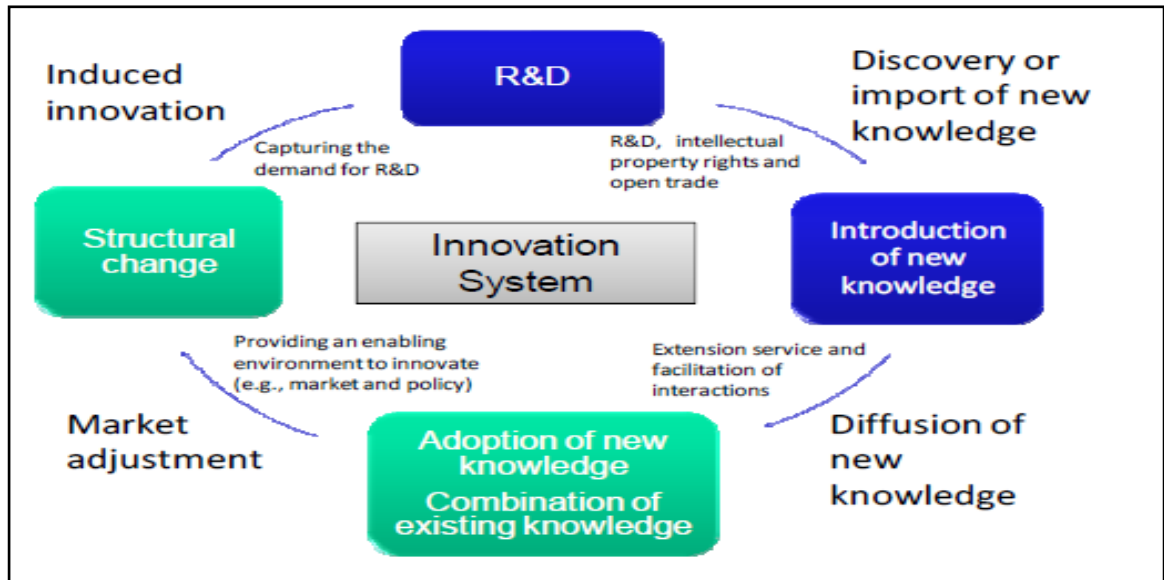 R&D
Induced
innovation
Discovery or
import of new
knowledge
Capturing the
demand for R&D
R&D, intellectual
property rights and
open trade
Structural
change
Innovation
System
Introduction
of new
knowledge
Providing an enabling
environment to innovate
(e.g., market and policy)
Extension service and
facilitation of
interactions
Market
adjustment
Adoption of new
knowledge
Combination of
existing knowledge
Diffusion of
new
knowledge